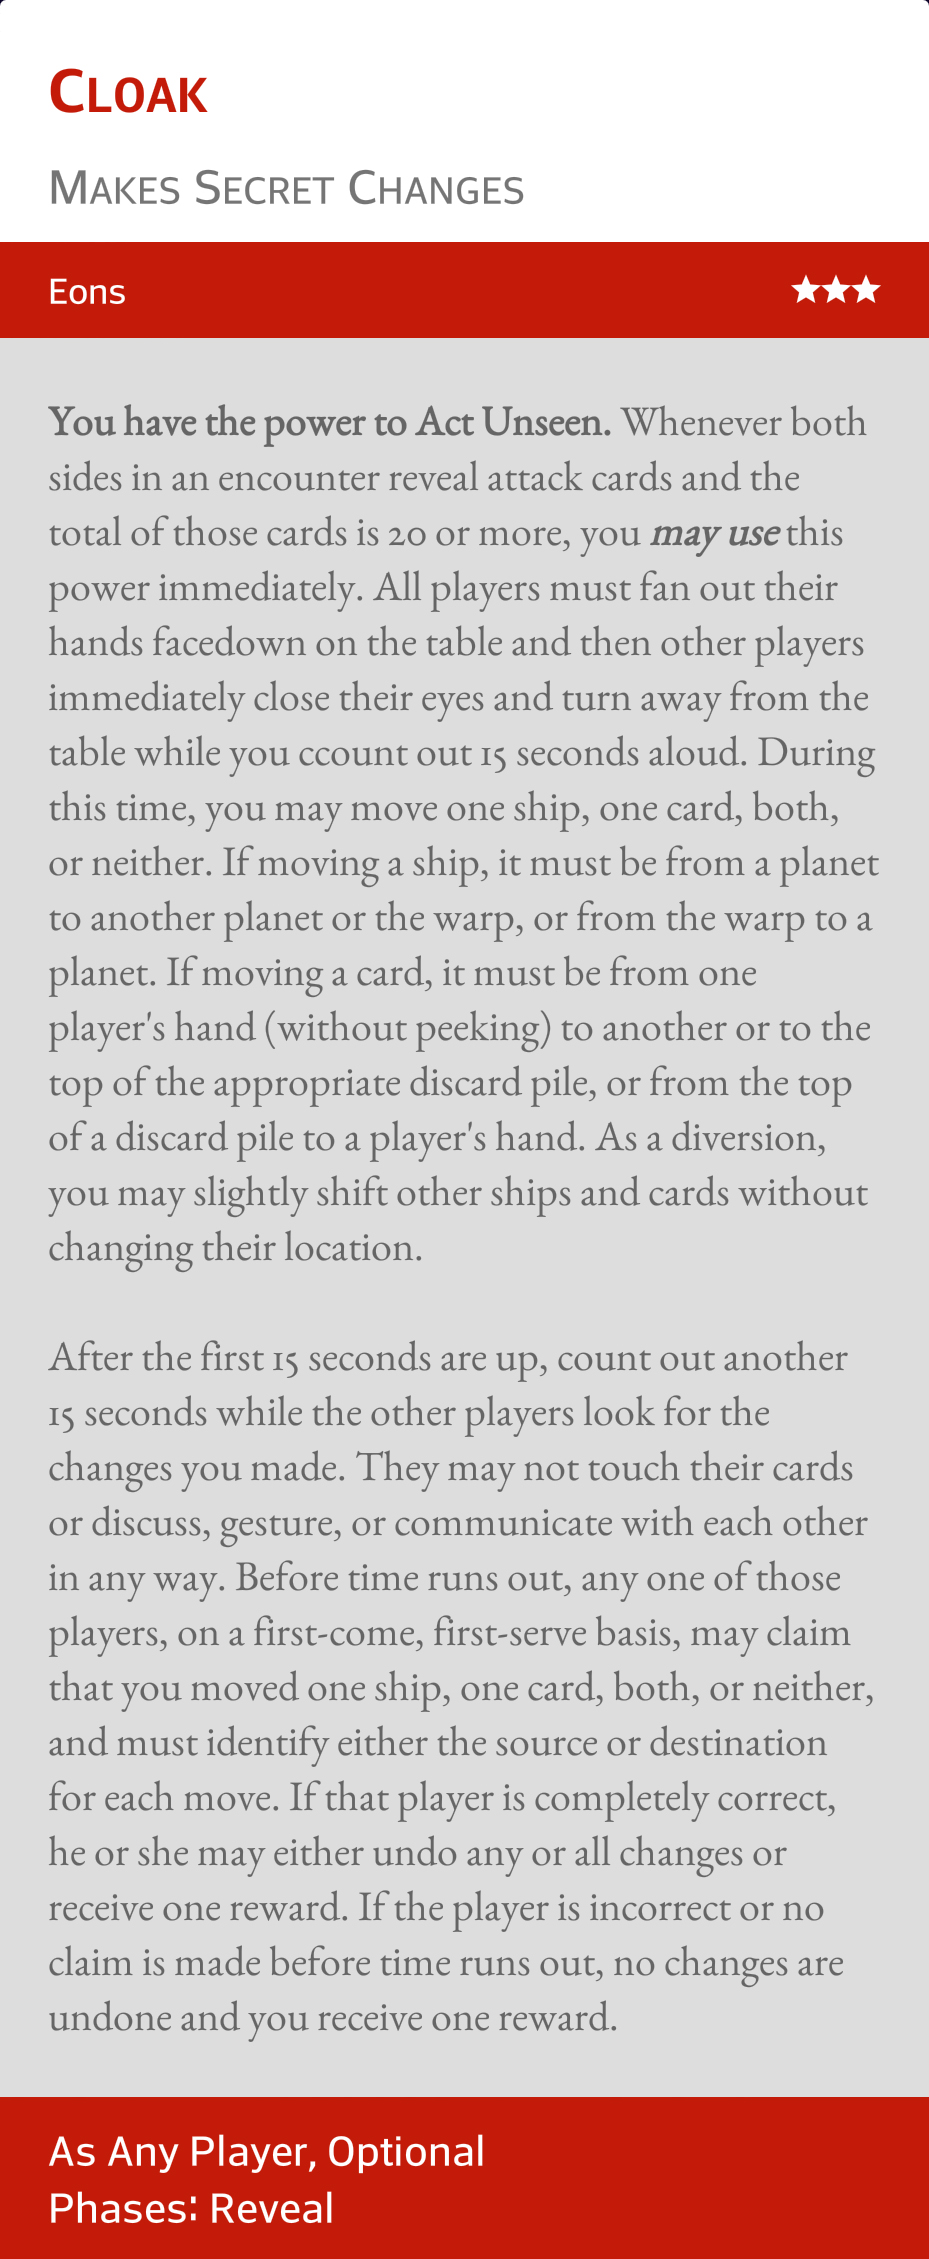 Cloak
Makes Secret Changes
Eons ★★★
You have the power to Act Unseen. Whenever both
sides in an encounter reveal attack cards and the
total of those cards is 20 or more, you may use this
power immediately. All players must fan out their
hands facedown on the table and then other players
immediately close their eyes and turn away from the
table while you ccount out 15 seconds aloud. During
this time, you may move one ship, one card, both,
or neither. If moving a ship, it must be from a planet
to another planet or the warp, or from the warp to a
planet. If moving a card, it must be from one
player's hand (without peeking) to another or to the
top of the appropriate discard pile, or from the top
of a discard pile to a player's hand. As a diversion,
you may slightly shift other ships and cards without
changing their location.
After the first 15 seconds are up, count out another
15 seconds while the other players look for the
changes you made. They may not touch their cards
or discuss, gesture, or communicate with each other
in any way. Before time runs out, any one of those
players, on a first-come, first-serve basis, may claim
that you moved one ship, one card, both, or neither,
and must identify either the source or destination
for each move. If that player is completely correct,
he or she may either undo any or all changes or
receive one reward. If the player is incorrect or no
claim is made before time runs out, no changes are
undone and you receive one reward.
As Any Player, Optional
Phases: Reveal